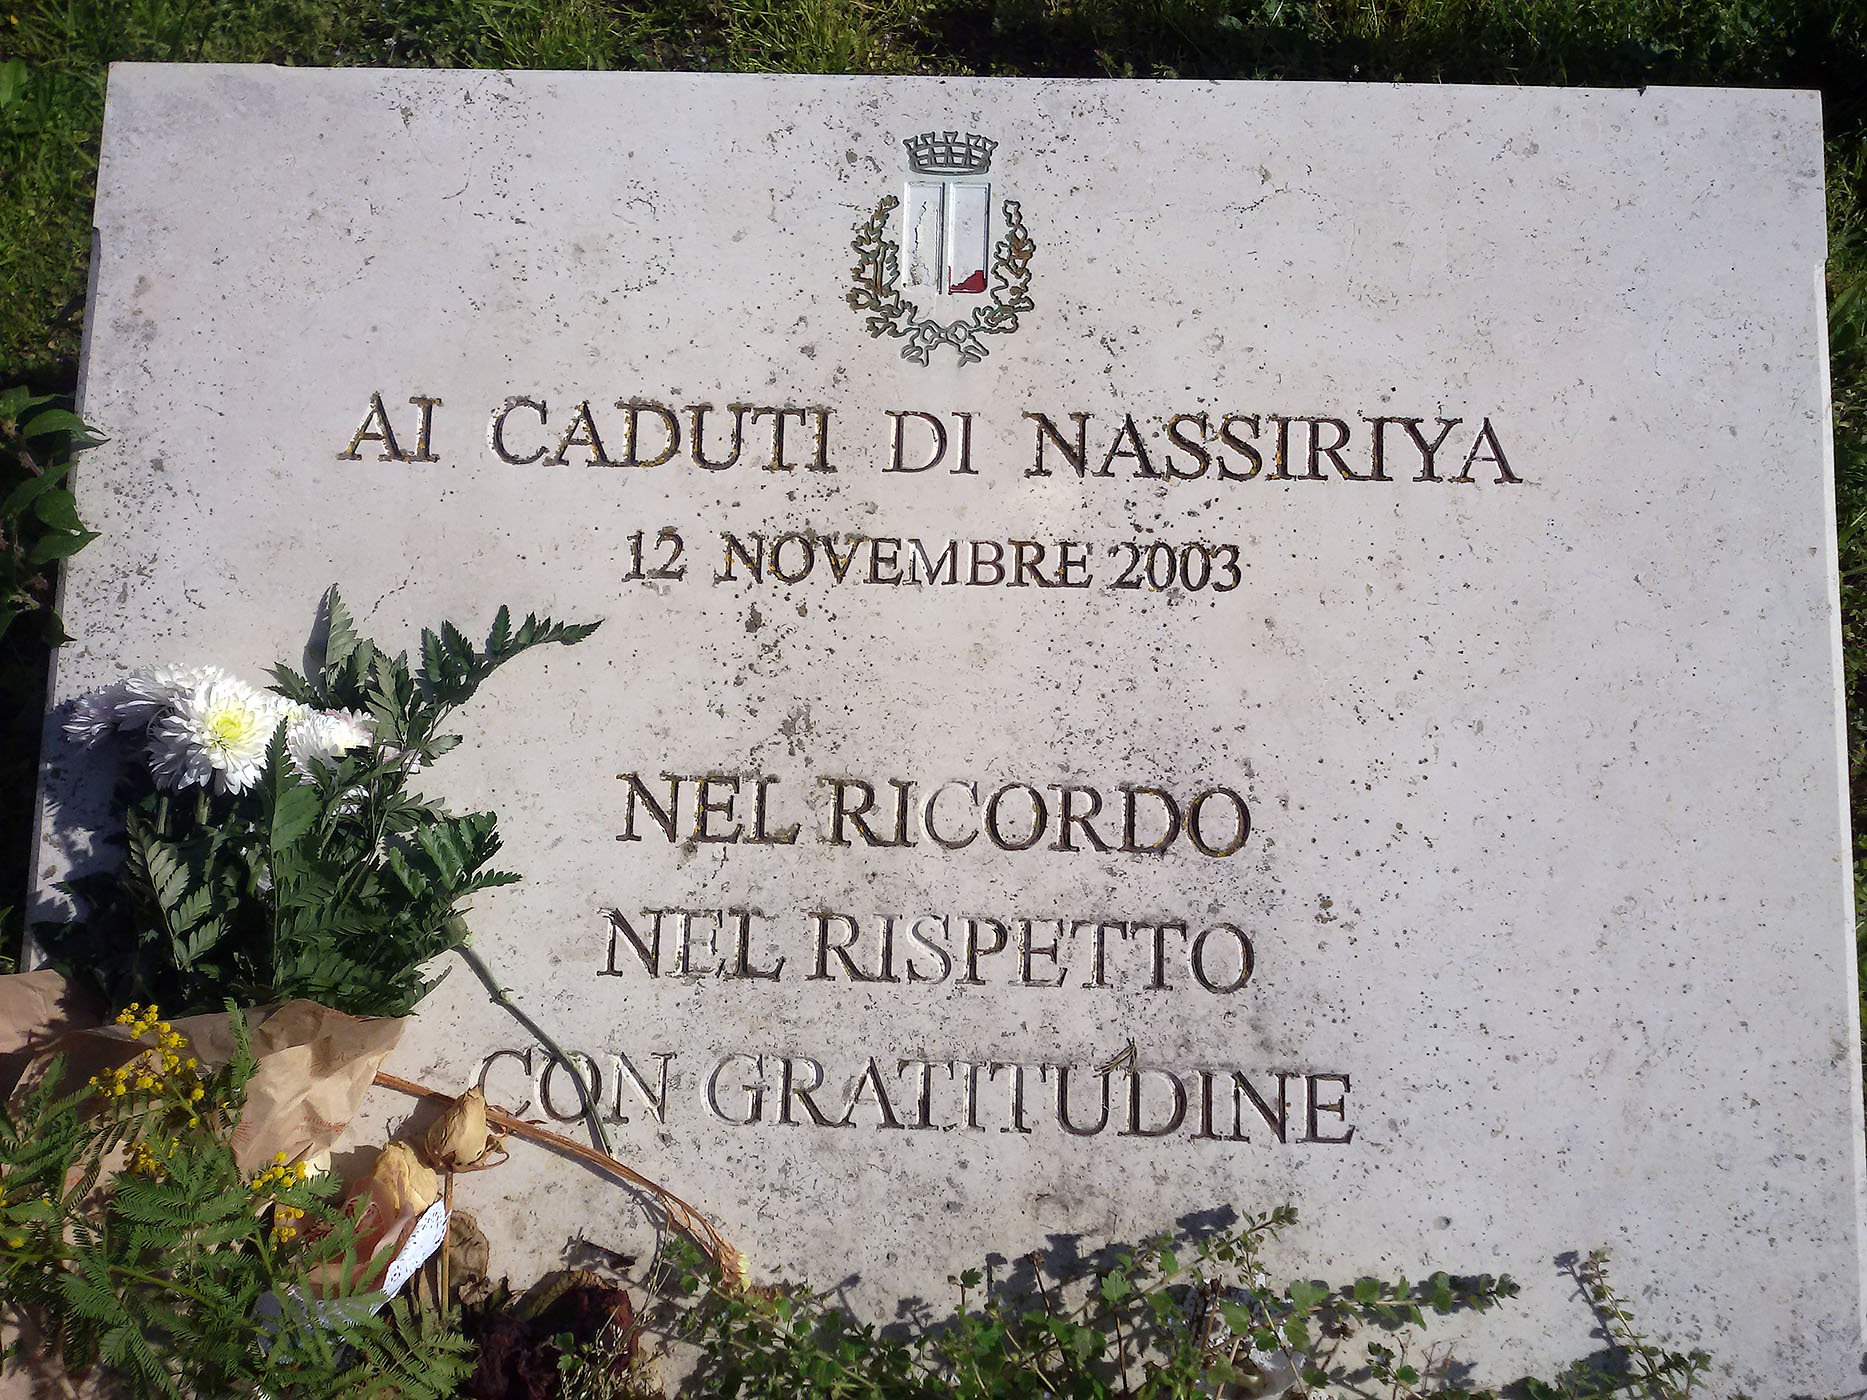 AI CADUTI DI NASSIRIYA
12 NOVEMBRE 2003
NEL RICORDO
NEL RISPETTO
CON GRATITUDINE